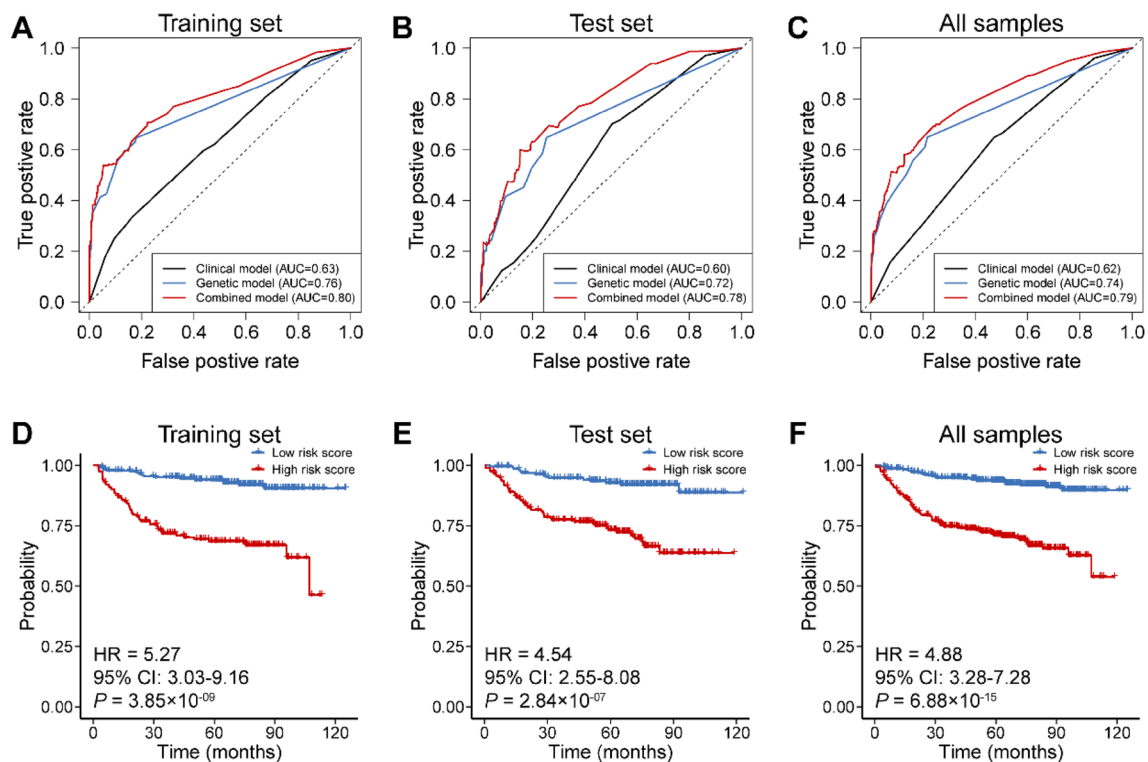 A Training set
True postive rate
1.0
0.8
0.6
0.4
0.2
0.0
Clinical model (AUC=0.63)
Genetic model (AUC=0.76)
Combined model (AUC=0.80)
0.0 0.2 0.4 0.6 0.8 1.0
False postive rate
B Test set
True postive rate
1.0
0.8
0.6
0.4
0.2
0.0
Clinical model (AUC=0.60)
Genetic model (AUC=0.72)
Combined model (AUC=0.78)
0.0 0.2 0.4 0.6 0.8 1.0
False postive rate
C All samples
True postive rate
1.0
0.8
0.6
0.4
0.2
0.0
Clinical model (AUC=0.62)
Genetic model (AUC=0.74)
Combined model (AUC=0.79)
0.0 0.2 0.4 0.6 0.8 1.0
False postive rate
D Training set
Low risk score
High risk score
Probability
1.00
0.75
0.50
0.25
0.00
HR = 5.27
95% CI: 3.03-9.16
P = 3.85×10⁻⁰⁹
0 30 60 90 120
Time (months)
E Test set
Low risk score
High risk score
Probability
1.00
0.75
0.50
0.25
0.00
HR = 4.54
95% CI: 2.55-8.08
P = 2.84×10⁻⁰⁷
0 30 60 90 120
Time (months)
F All samples
Low risk score
High risk score
Probability
1.00
0.75
0.50
0.25
0.00
HR = 4.88
95% CI: 3.28-7.28
P = 6.88×10⁻¹⁵
0 30 60 90 120
Time (months)